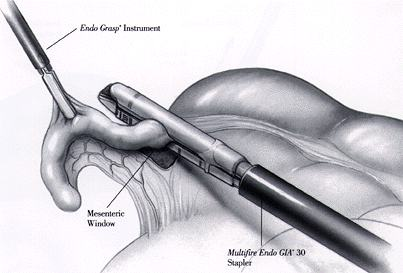 Endo Grasp* Instrument
Mesenteric
Window
Multifire Endo GIA* 30
Stapler